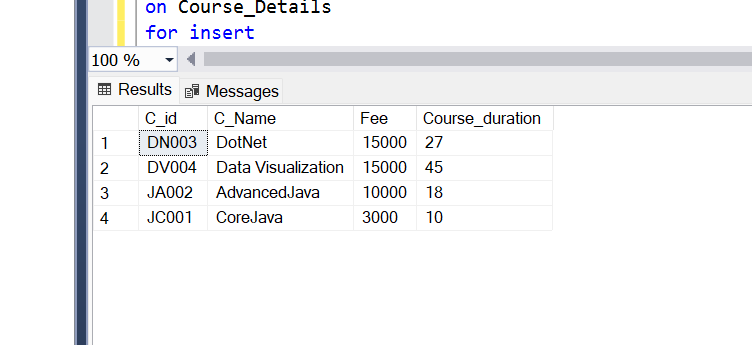 on Course_Details
for insert
100 %
Results Messages
C_id C_Name Fee Course_duration
1 DN003 DotNet 15000 27
2 DV004 Data Visualization 15000 45
3 JA002 AdvancedJava 10000 18
4 JC001 CoreJava 3000 10